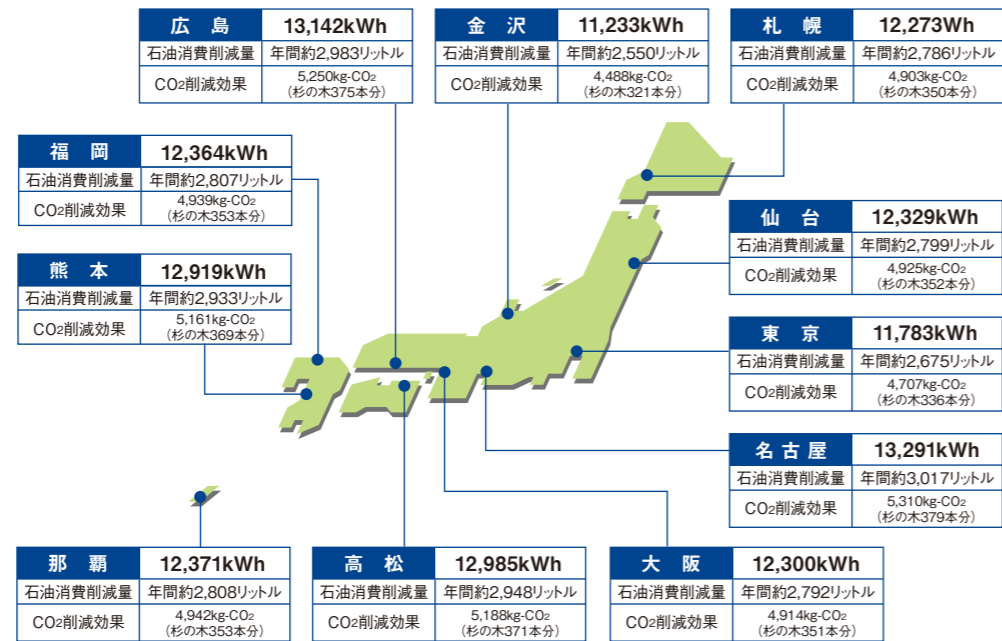 広島 13,142kWh
石油消費削減量 年間約2,983リットル
CO2削減効果 5,250kg-CO2
(杉の木375本分)
金沢 11,233kWh
石油消費削減量 年間約2,550リットル
CO2削減効果 4,488kg-CO2
(杉の木321本分)
札幌 12,273Wh
石油消費削減量 年間約2,786リットル
CO2削減効果 4,903kg-CO2
(杉の木350本分)
福岡 12,364kWh
石油消費削減量 年間約2,807リットル
CO2削減効果 4,939kg-CO2
(杉の木353本分)
仙台 12,329kWh
石油消費削減量 年間約2,799リットル
CO2削減効果 4,925kg-CO2
(杉の木352本分)
熊本 12,919kWh
石油消費削減量 年間約2,933リットル
CO2削減効果 5,161kg-CO2
(杉の木369本分)
東京 11,783kWh
石油消費削減量 年間約2,675リットル
CO2削減効果 4,707kg-CO2
(杉の木336本分)
名古屋 13,291kWh
石油消費削減量 年間約3,017リットル
CO2削減効果 5,310kg-CO2
(杉の木379本分)
那覇 12,371kWh
石油消費削減量 年間約2,808リットル
CO2削減効果 4,942kg-CO2
(杉の木353本分)
高松 12,985kWh
石油消費削減量 年間約2,948リットル
CO2削減効果 5,188kg-CO2
(杉の木371本分)
大阪 12,300kWh
石油消費削減量 年間約2,792リットル
CO2削減効果 4,914kg-CO2
(杉の木351本分)